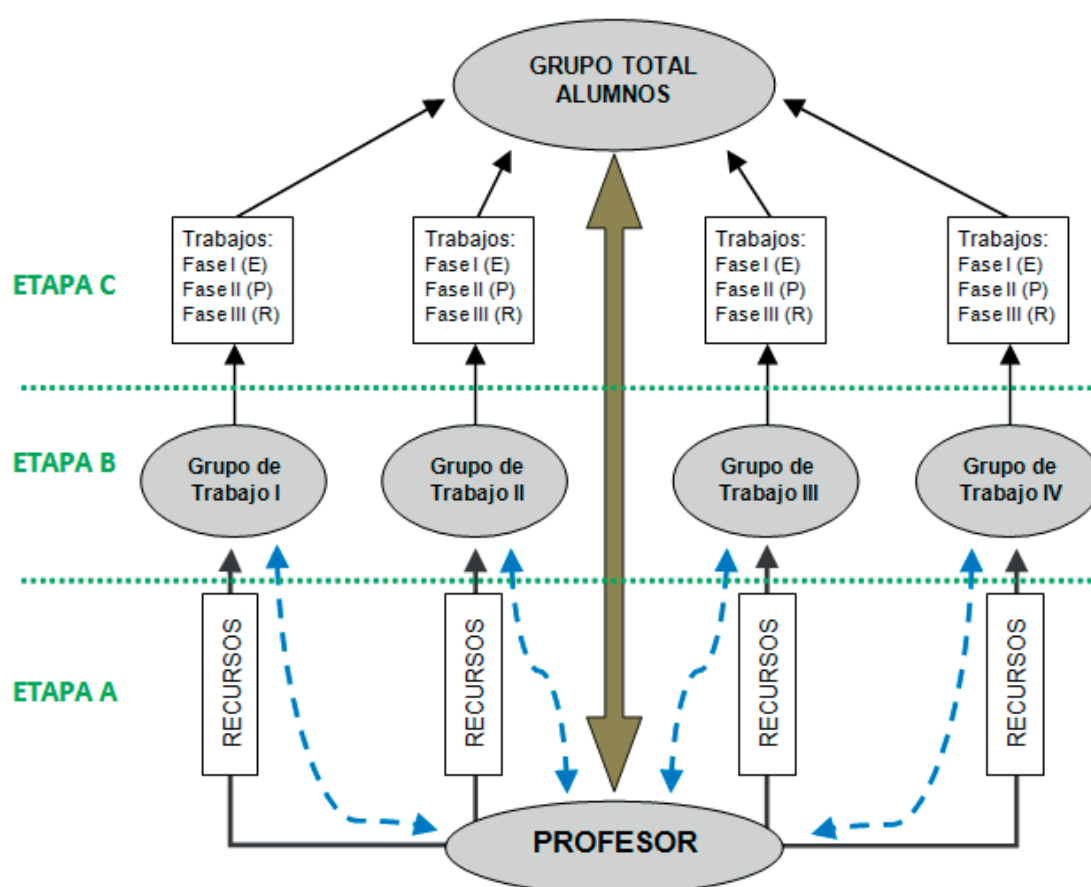 GRUPO TOTAL
ALUMNOS
ETAPA C
Trabajos:
Fase I (E)
Fase II (P)
Fase III (R)
Trabajos:
Fase I (E)
Fase II (P)
Fase III (R)
Trabajos:
Fase I (E)
Fase II (P)
Fase III (R)
Trabajos:
Fase I (E)
Fase II (P)
Fase III (R)
ETAPA B
Grupo de
Trabajo I
Grupo de
Trabajo II
Grupo de
Trabajo III
Grupo de
Trabajo IV
ETAPA A
RECURSOS
RECURSOS
RECURSOS
RECURSOS
PROFESOR